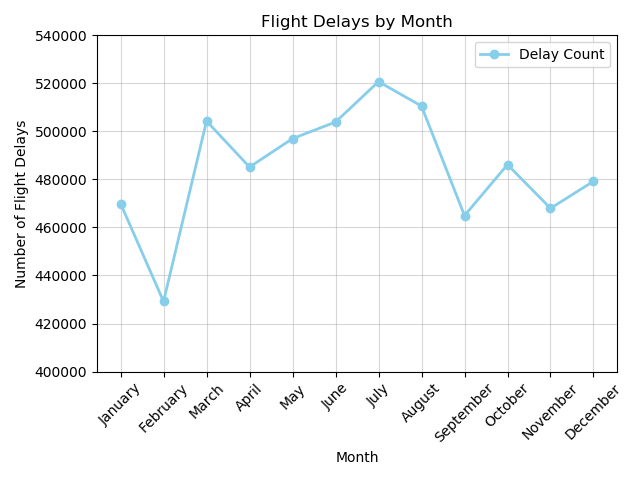 Flight Delays by Month
Delay Count
Number of Flight Delays
540000
520000
500000
480000
460000
440000
420000
400000
January
February
March
April
May
June
July
August
September
October
November
December
Month